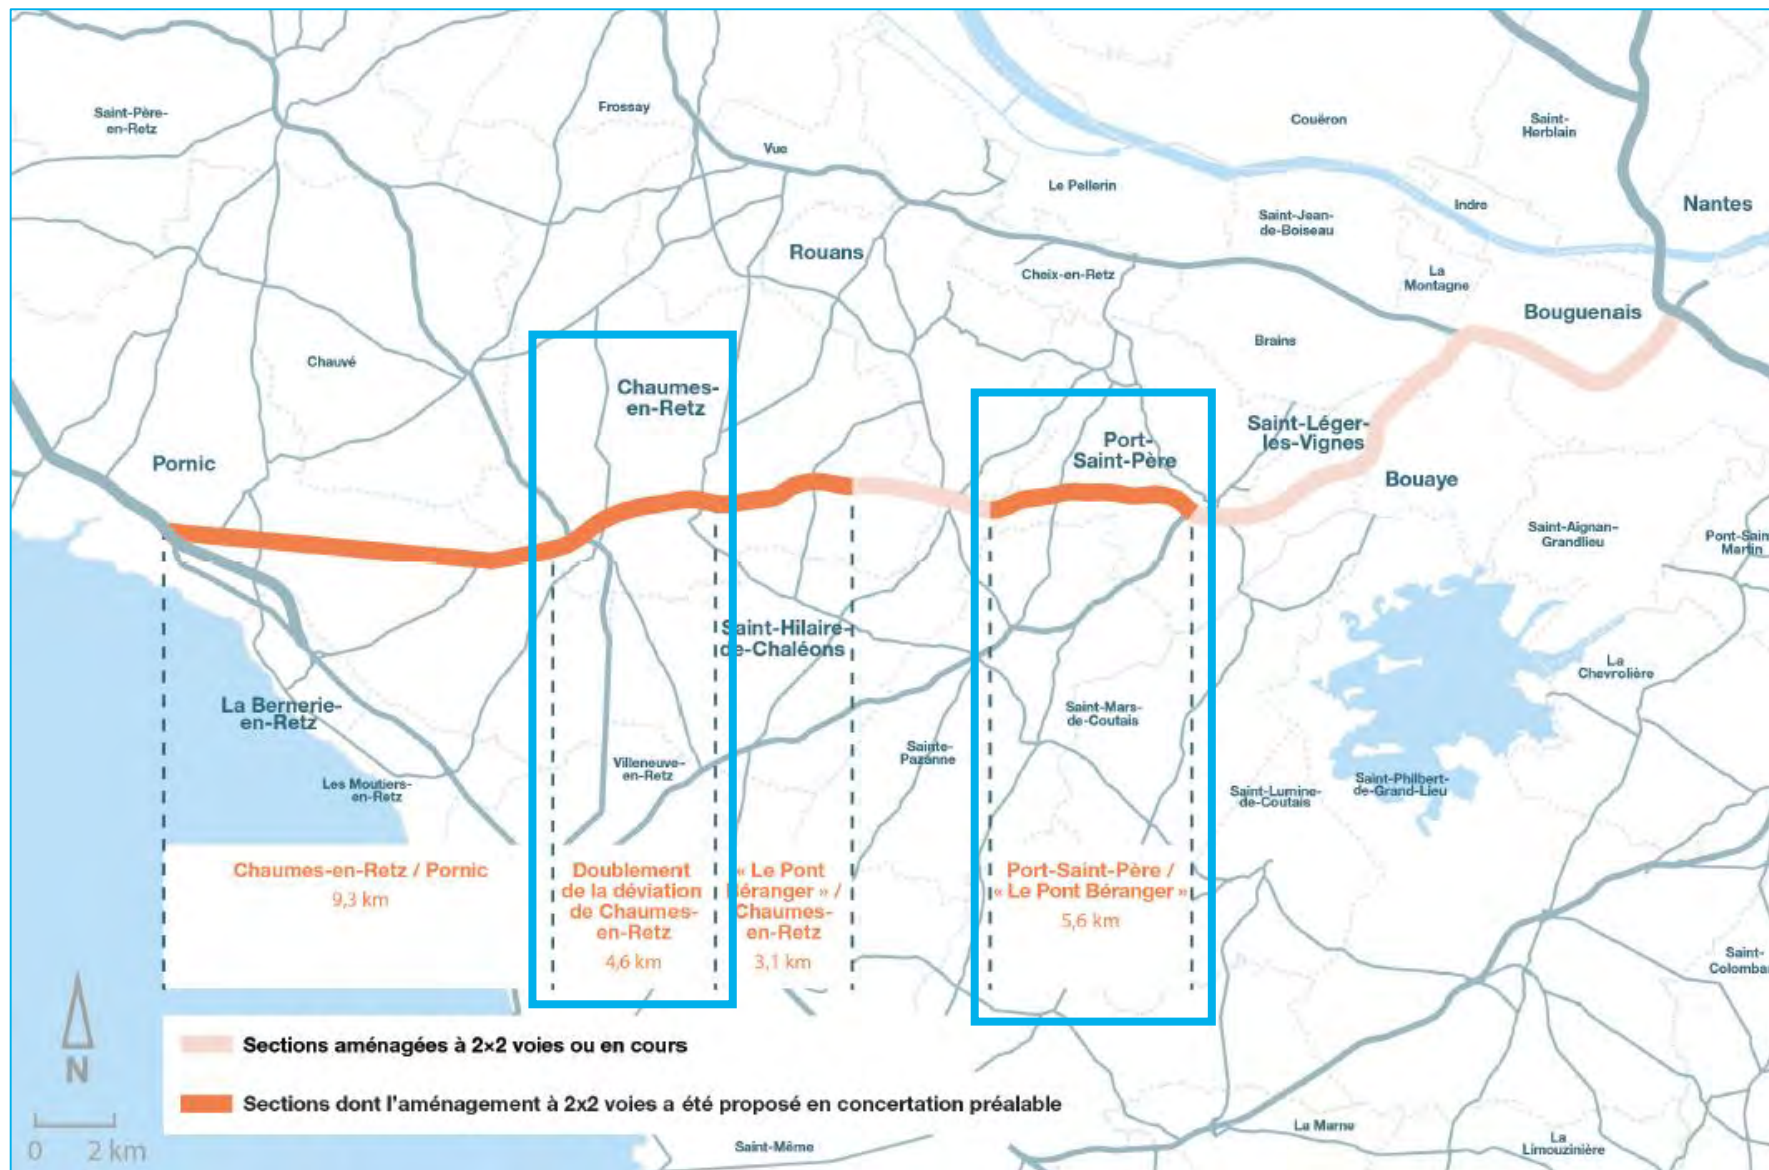 Saint-Père-
en-Retz
Frossay
Vue
Couëron
Saint-
Herblain
Le Pellerin
Saint-Jean-
de-Boiseau
Indre
Nantes
Rouans
Cheix-en-Retz
La
Montagne
Bouguenais
Brains
Chauvé
Chaumes-
en-Retz
Port-
Saint-Père
Saint-Léger-
les-Vignes
Pornic
Bouaye
Saint-Aignan-
Grandlieu
Pont-Sain
Martin
Saint-Hilaire-
de-Chaléons
La
Chevrolière
La Bernerie-
en-Retz
Saint-Mars-
de-Coutais
Sainte-
Pazanne
Villeneuve-
en-Retz
Les Moutiers-
en-Retz
Saint-Lumine-
de-Coutais
Saint-Philbert-
de-Grand-Lieu
Chaumes-en-Retz / Pornic
9,3 km
Doublement
de la déviation
de Chaumes-
en-Retz
4,6 km
« Le Pont
Béranger » /
Chaumes-
en-Retz
3,1 km
Port-Saint-Père /
« Le Pont Béranger »
5,6 km
Saint-
Colomba
N
0 2 km
Sections aménagées à 2×2 voies ou en cours
Sections dont l'aménagement à 2x2 voies a été proposé en concertation préalable
Saint-Même
La Marne
La
Limouzinière